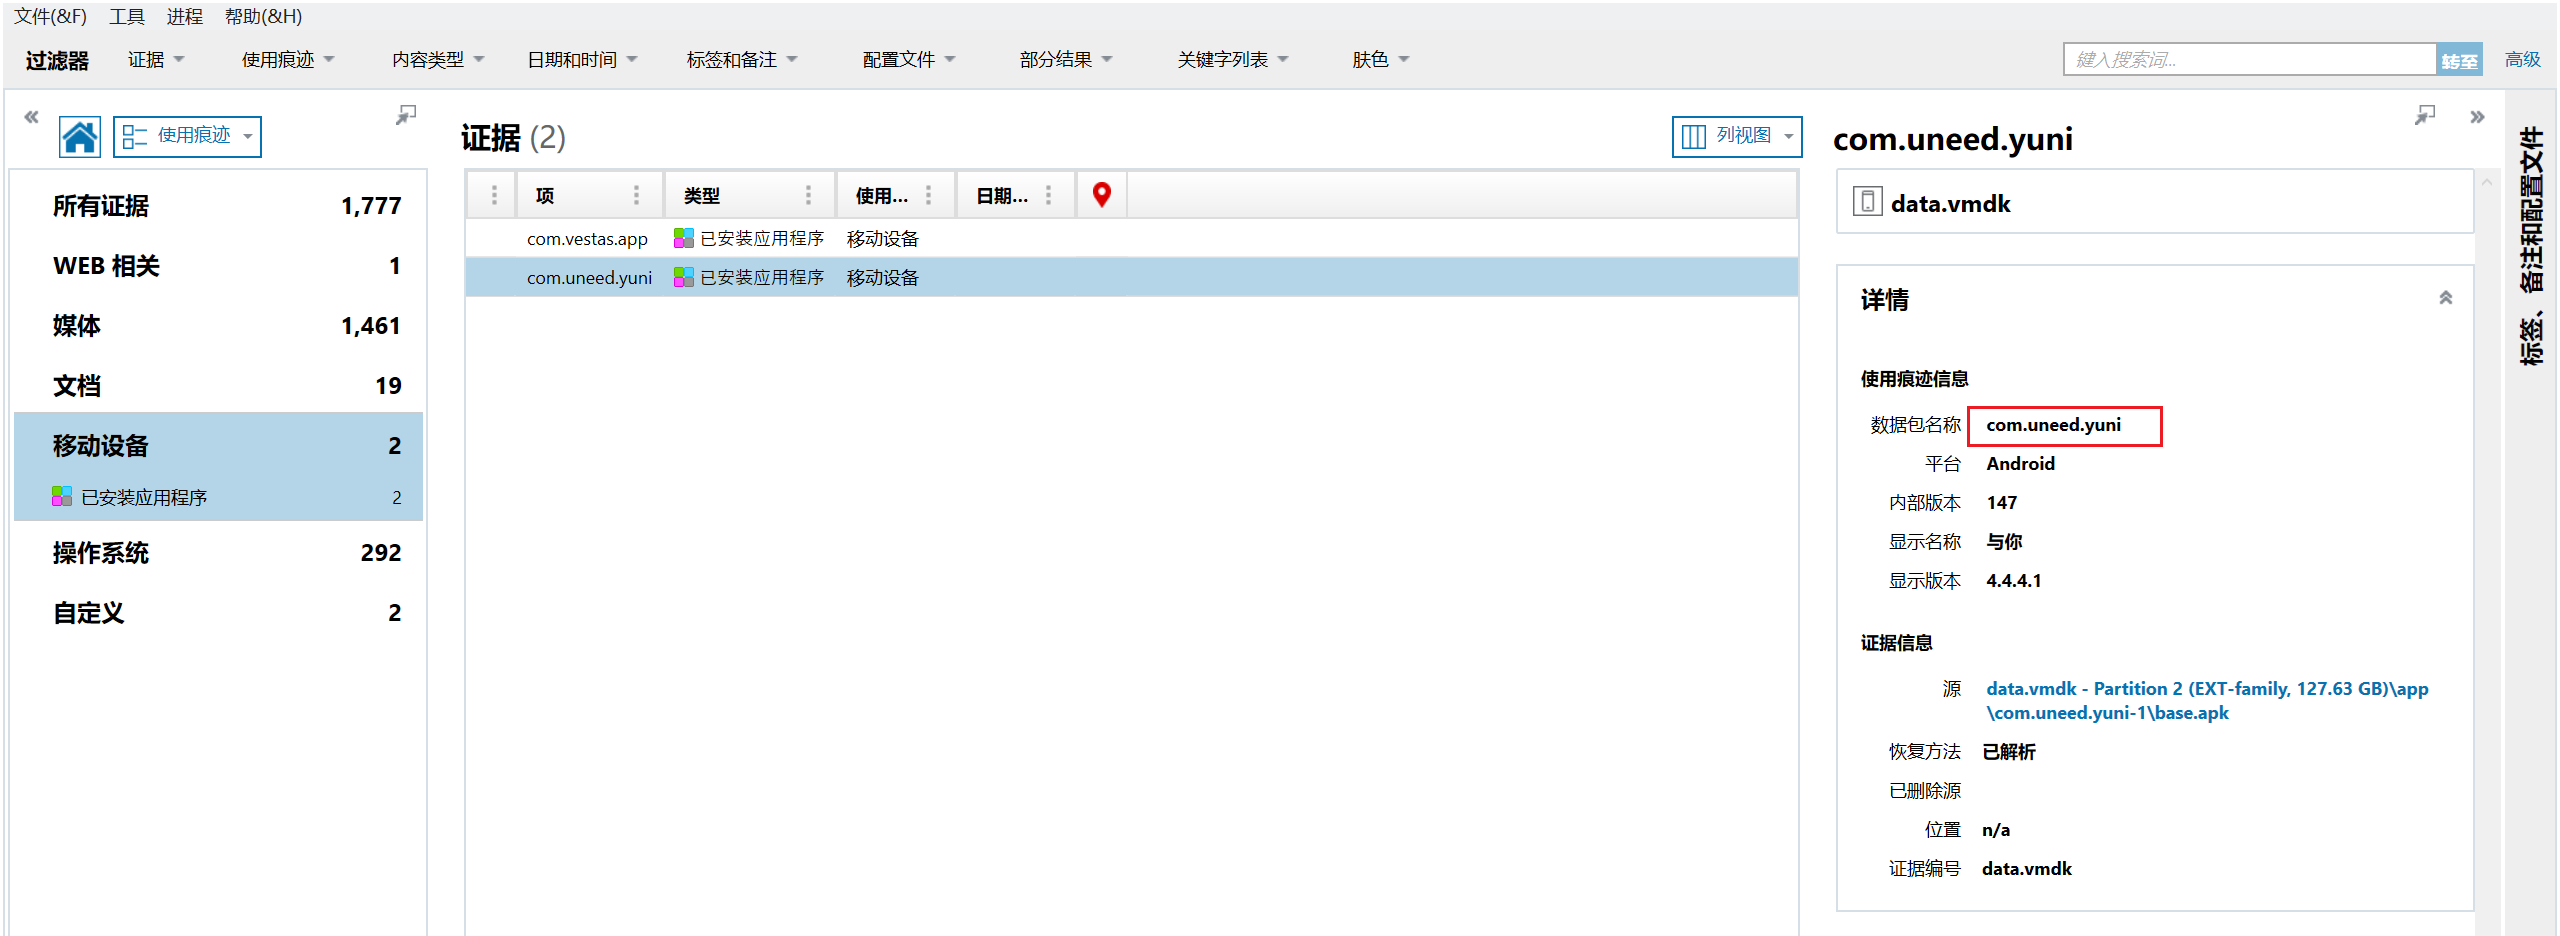 文件(&F) 工具 进程 帮助(&H)
过滤器 证据 使用痕迹 内容类型 日期和时间 标签和备注 配置文件 部分结果 关键字列表 肤色 键入搜索词... 转至 高级
使用痕迹
所有证据 1,777
WEB 相关 1
媒体 1,461
文档 19
移动设备 2
已安装应用程序 2
操作系统 292
自定义 2
证据 (2)
列视图
项 类型 使用... 日期...
com.vestas.app 已安装应用程序 移动设备
com.uneed.yuni 已安装应用程序 移动设备
com.uneed.yuni
data.vmdk
详情
使用痕迹信息
数据包名称 com.uneed.yuni
平台 Android
内部版本 147
显示名称 与你
显示版本 4.4.4.1
证据信息
源 data.vmdk - Partition 2 (EXT-family, 127.63 GB)\app
\com.uneed.yuni-1\base.apk
恢复方法 已解析
已删除源
位置 n/a
证据编号 data.vmdk
标签、备注和配置文件